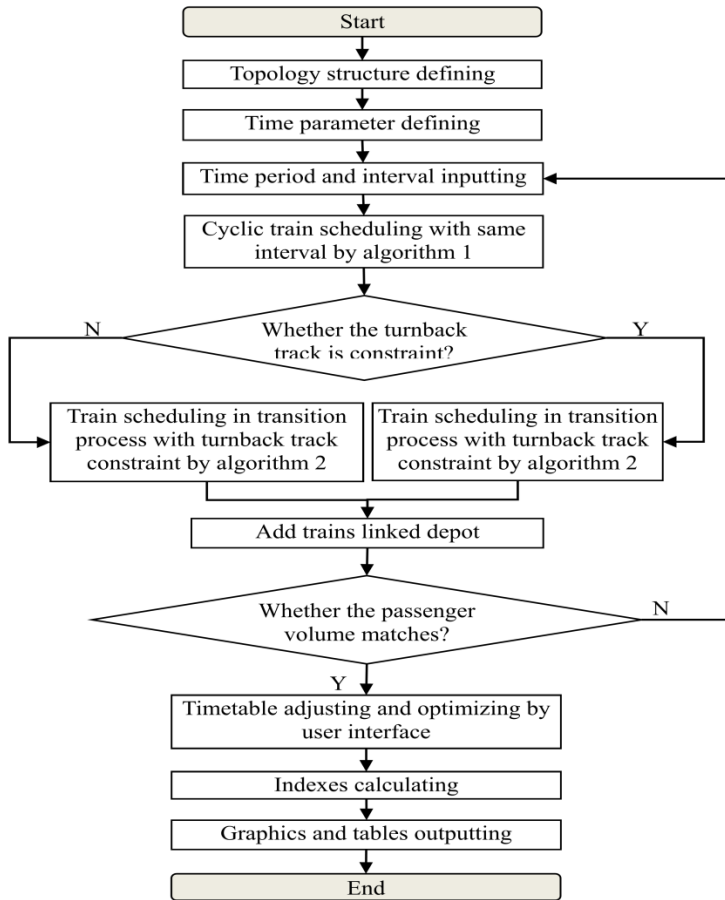 Start
Topology structure defining
Time parameter defining
Time period and interval inputting
Cyclic train scheduling with same
interval by algorithm 1
N
Whether the turnback
track is constraint?
Y
Train scheduling in transition
process with turnback track
constraint by algorithm 2
Train scheduling in transition
process with turnback track
constraint by algorithm 2
Add trains linked depot
Whether the passenger
volume matches?
N
Y
Timetable adjusting and optimizing by
user interface
Indexes calculating
Graphics and tables outputting
End